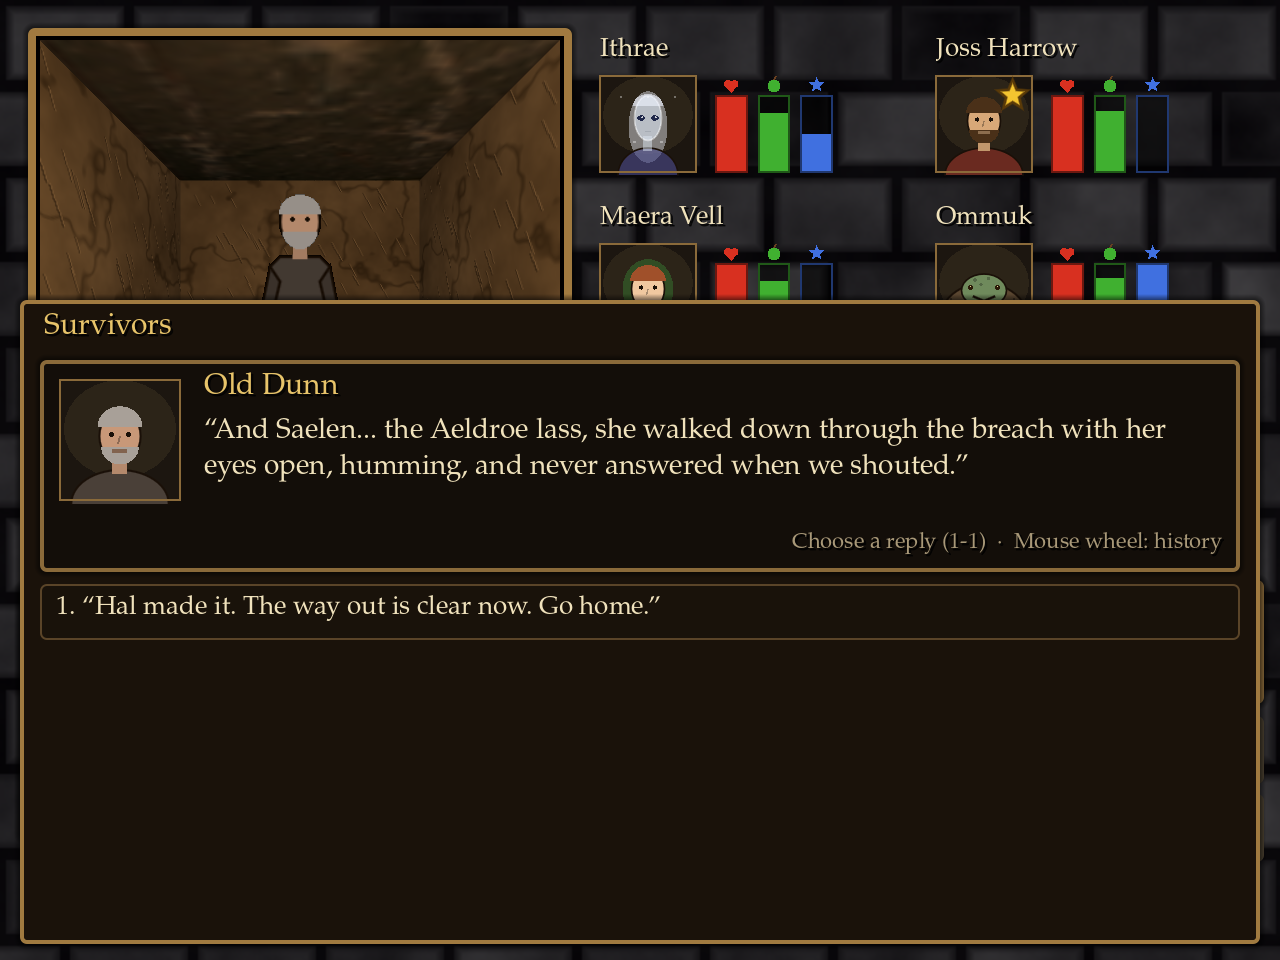 Ithrae
Joss Harrow
Maera Vell
Ommuk
Survivors
Old Dunn
“And Saelen... the Aeldroe lass, she walked down through the breach with her
eyes open, humming, and never answered when we shouted.”
Choose a reply (1-1) · Mouse wheel: history
1. “Hal made it. The way out is clear now. Go home.”